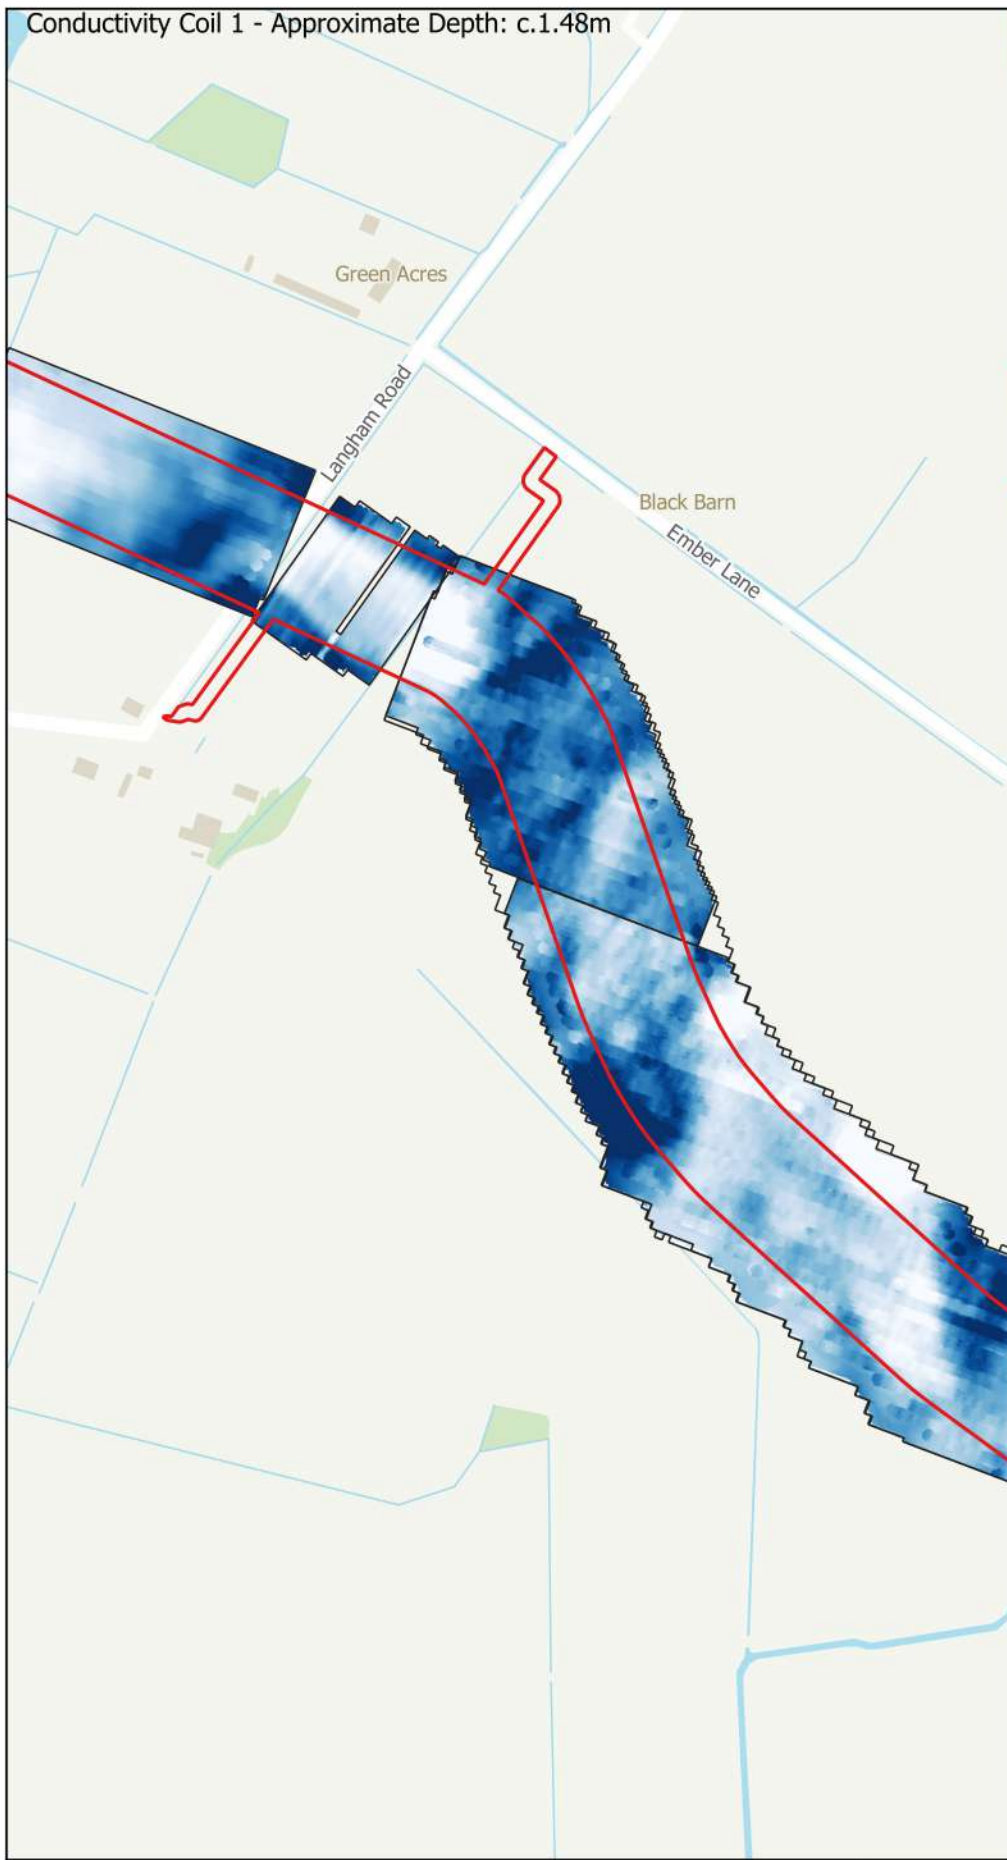 Conductivity Coil 1 - Approximate Depth: c.1.48m
Green Acres
Langham Road
Black Barn
Ember Lane